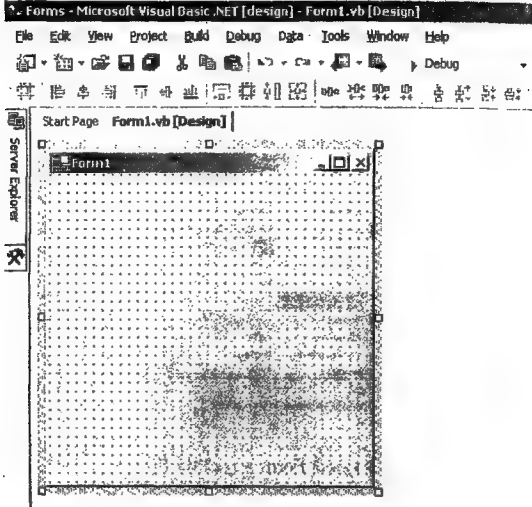 Forms - Microsoft Visual Basic .NET [design] - Form1.vb [Design]
File Edit View Project Build Debug Data Tools Window Help
Debug
Start Page Form1.vb [Design]
Server Explorer
Form1